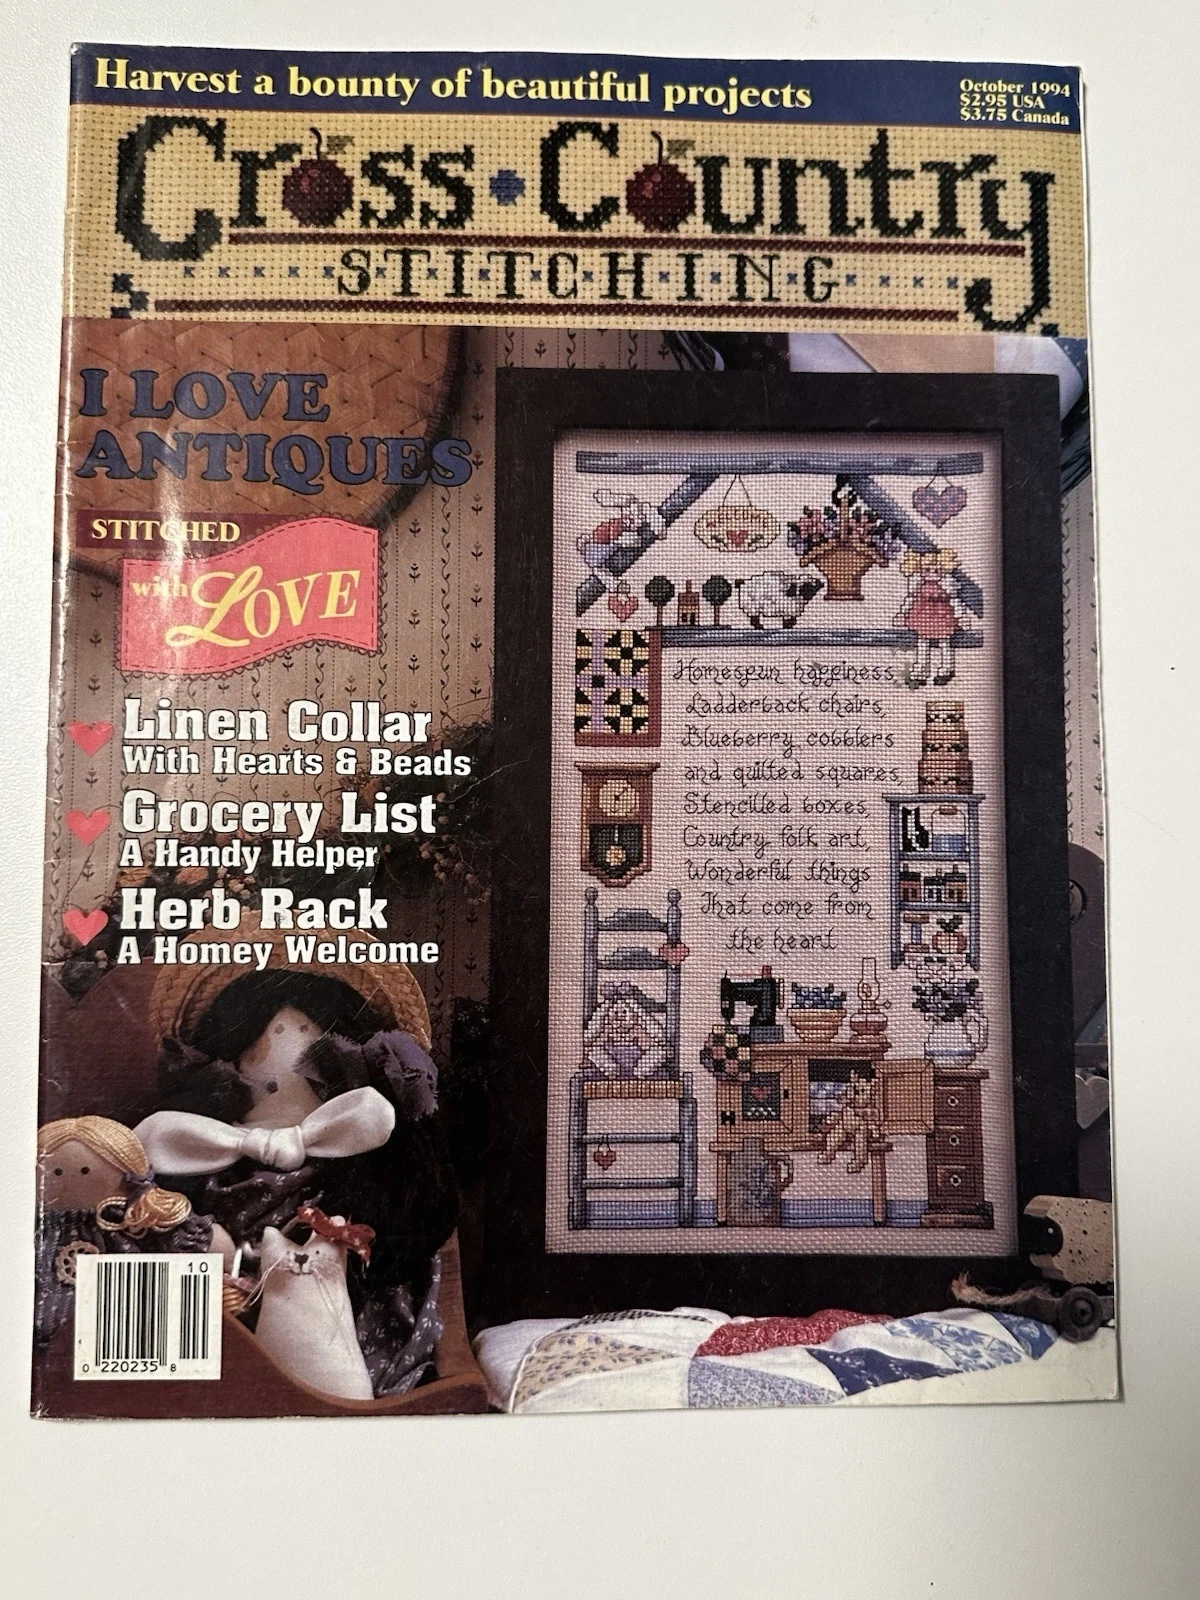 Harvest a bounty of beautiful projects
October 1994
$2.95 USA
$3.75 Canada
Cross·Country
S·T·I·T·C·H·I·N·G
I LOVE
ANTIQUES
STITCHED
with LOVE
Linen Collar
With Hearts & Beads
Grocery List
A Handy Helper
Herb Rack
A Homey Welcome
Homespun happiness,
Ladderback chairs,
Blueberry cobblers
and quilted squares,
Stencilled boxes,
Country folk art,
Wonderful things
That come from
the heart
10
4
0 220235 8